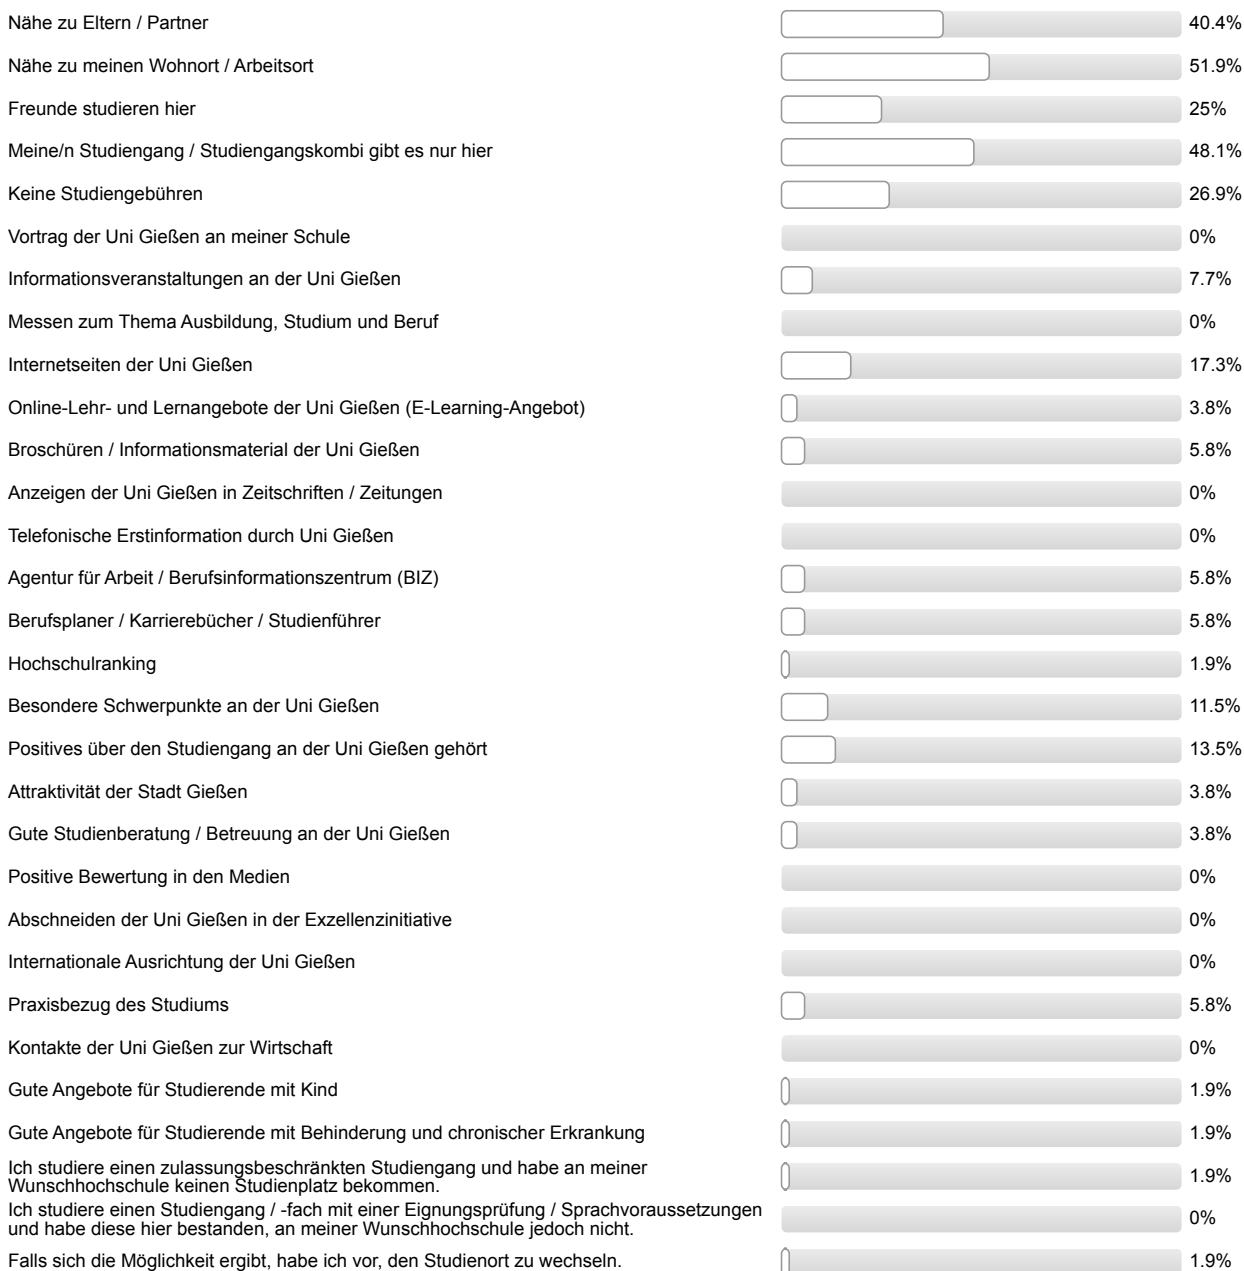 Nähe zu Eltern / Partner 40.4%
Nähe zu meinen Wohnort / Arbeitsort 51.9%
Freunde studieren hier 25%
Meine/n Studiengang / Studiengangskombi gibt es nur hier 48.1%
Keine Studiengebühren 26.9%
Vortrag der Uni Gießen an meiner Schule 0%
Informationsveranstaltungen an der Uni Gießen 7.7%
Messen zum Thema Ausbildung, Studium und Beruf 0%
Internetseiten der Uni Gießen 17.3%
Online-Lehr- und Lernangebote der Uni Gießen (E-Learning-Angebot) 3.8%
Broschüren / Informationsmaterial der Uni Gießen 5.8%
Anzeigen der Uni Gießen in Zeitschriften / Zeitungen 0%
Telefonische Erstinformation durch Uni Gießen 0%
Agentur für Arbeit / Berufsinformationszentrum (BIZ) 5.8%
Berufsplaner / Karrierebücher / Studienführer 5.8%
Hochschulranking 1.9%
Besondere Schwerpunkte an der Uni Gießen 11.5%
Positives über den Studiengang an der Uni Gießen gehört 13.5%
Attraktivität der Stadt Gießen 3.8%
Gute Studienberatung / Betreuung an der Uni Gießen 3.8%
Positive Bewertung in den Medien 0%
Abschneiden der Uni Gießen in der Exzellenzinitiative 0%
Internationale Ausrichtung der Uni Gießen 0%
Praxisbezug des Studiums 5.8%
Kontakte der Uni Gießen zur Wirtschaft 0%
Gute Angebote für Studierende mit Kind 1.9%
Gute Angebote für Studierende mit Behinderung und chronischer Erkrankung 1.9%
Ich studiere einen zulassungsbeschränkten Studiengang und habe an meiner
Wunschhochschule keinen Studienplatz bekommen. 1.9%
Ich studiere einen Studiengang / -fach mit einer Eignungsprüfung / Sprachvoraussetzungen
und habe diese hier bestanden, an meiner Wunschhochschule jedoch nicht. 0%
Falls sich die Möglichkeit ergibt, habe ich vor, den Studienort zu wechseln. 1.9%